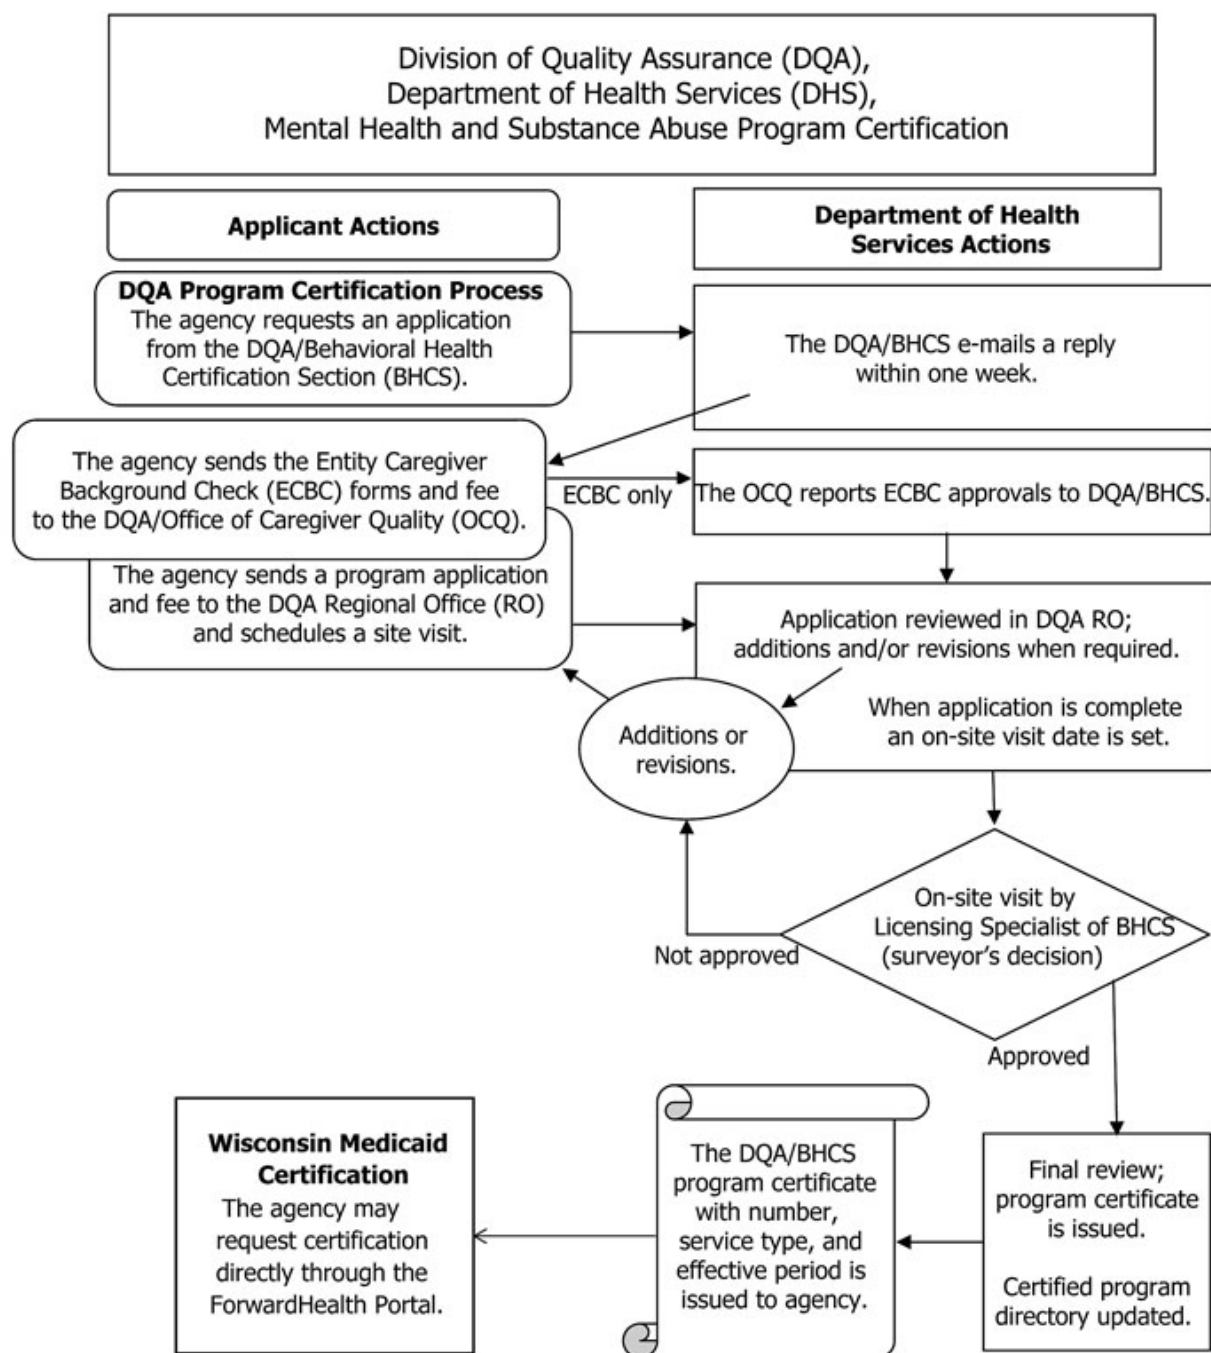 Division of Quality Assurance (DQA),
Department of Health Services (DHS),
Mental Health and Substance Abuse Program Certification
Applicant Actions
Department of Health
Services Actions
DQA Program Certification Process
The agency requests an application
from the DQA/Behavioral Health
Certification Section (BHCS).
The DQA/BHCS e-mails a reply
within one week.
The agency sends the Entity Caregiver
Background Check (ECBC) forms and fee
to the DQA/Office of Caregiver Quality (OCQ).
ECBC only
The OCQ reports ECBC approvals to DQA/BHCS.
The agency sends a program application
and fee to the DQA Regional Office (RO)
and schedules a site visit.
Application reviewed in DQA RO;
additions and/or revisions when required.
When application is complete
an on-site visit date is set.
Additions or
revisions.
On-site visit by
Licensing Specialist of BHCS
(surveyor’s decision)
Not approved
Approved
Wisconsin Medicaid
Certification
The agency may
request certification
directly through the
ForwardHealth Portal.
The DQA/BHCS
program certificate
with number,
service type, and
effective period is
issued to agency.
Final review;
program certificate
is issued.
Certified program
directory updated.